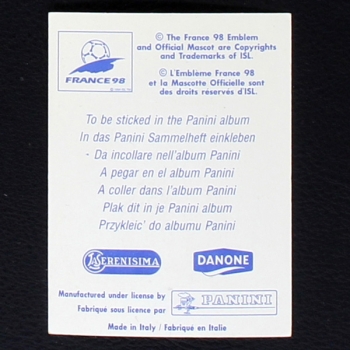 © The France 98 Emblem
and Official Mascot are Copyrights
and Trademarks of ISL.
© L'Emblème France 98
et la Mascotte Officielle sont
des droits réservés d'ISL.
FRANCE 98
To be sticked in the Panini album
In das Panini Sammelheft einkleben
- Da incollare nell'album Panini
A pegar en el album Panini
A coller dans l'album Panini
Plak dit in je Panini album
Przykleic' do albumu Panini
LA SERENISIMA
DANONE
Manufactured under license by
Fabriqué sous licence par
PANINI
Made in Italy / Fabriqué en Italie